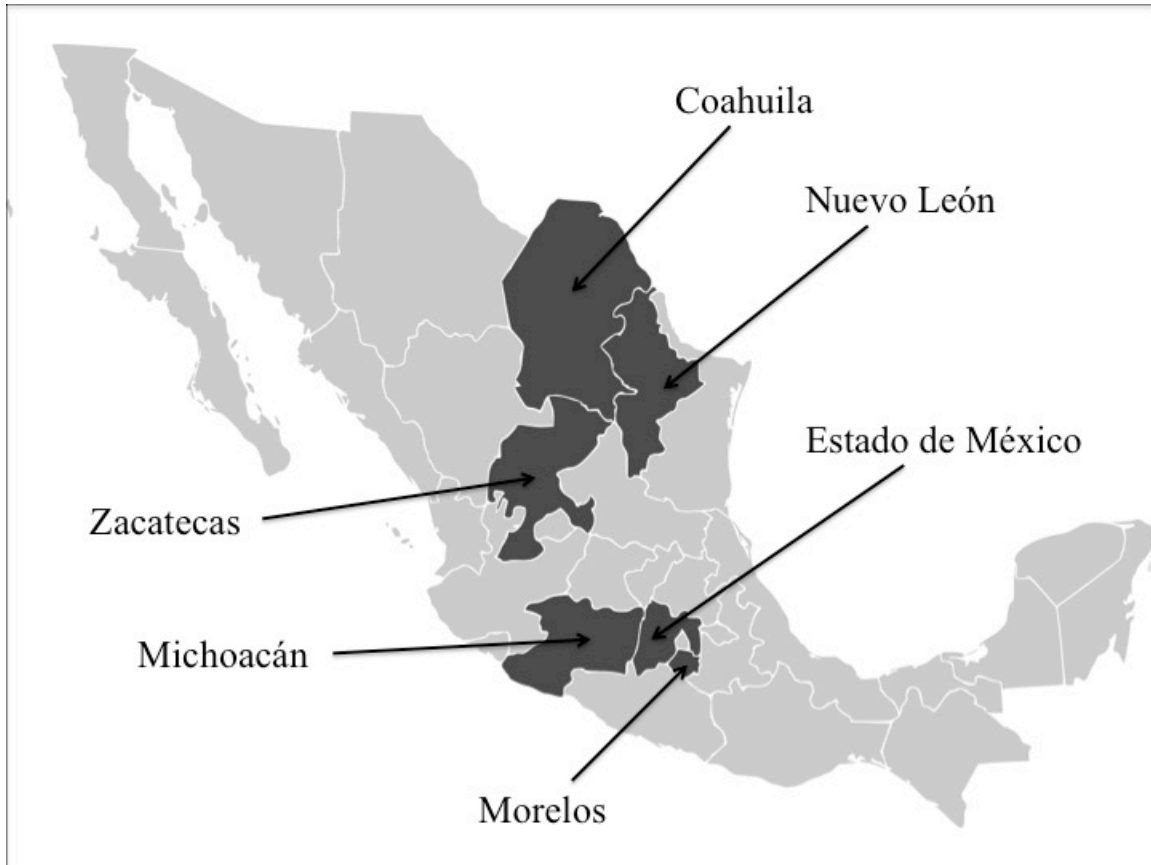 Coahuila
Nuevo León
Estado de México
Zacatecas
Michoacán
Morelos